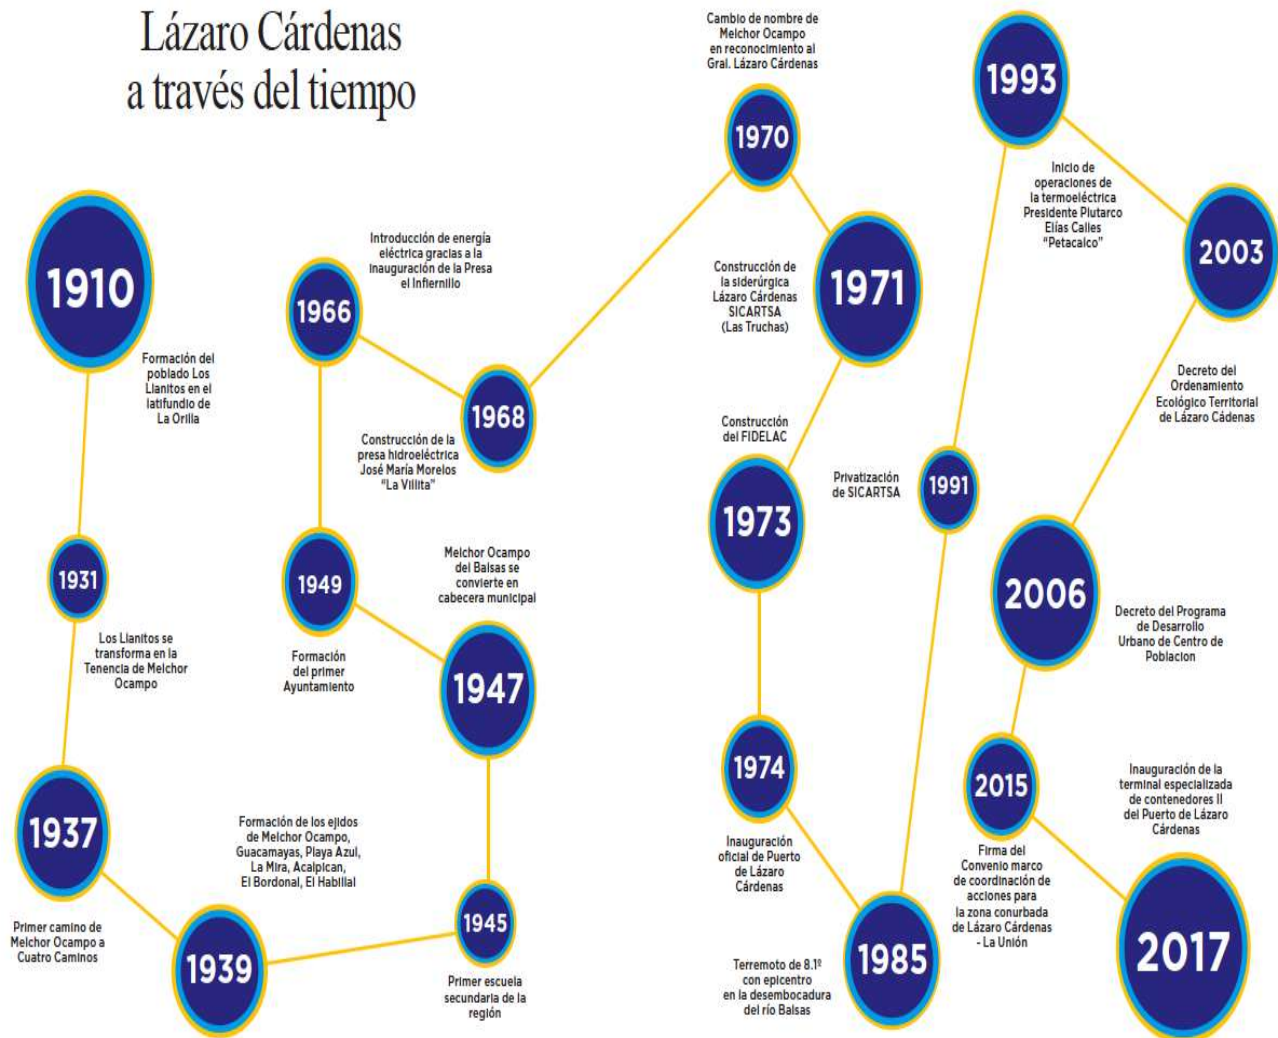 Lázaro Cárdenas
a través del tiempo
1910
Formación del
poblado Los
Llanitos en el
latifundio de
La Orilla
1931
Los Llanitos se
transforma en la
Tenencia de Melchor
Ocampo
1937
Primer camino de
Melchor Ocampo a
Cuatro Caminos
1939
Formación de los ejidos
de Melchor Ocampo,
Guacamayas, Playa Azul,
La Mira, Acalpican,
El Bordonal, El Habillal
1945
Primer escuela
secundaria de la
región
1947
Melchor Ocampo
del Balsas se
convierte en
cabecera municipal
1949
Formación
del primer
Ayuntamiento
1966
Introducción de energía
eléctrica gracias a la
inauguración de la Presa
el Infiernillo
1968
Construcción de la
presa hidroeléctrica
José María Morelos
"La Villita"
1970
Cambio de nombre de
Melchor Ocampo
en reconocimiento al
Gral. Lázaro Cárdenas
1971
Construcción de
la siderúrgica
Lázaro Cárdenas
SICARTSA
(Las Truchas)
1973
Construcción
del FIDELAC
1974
Inauguración
oficial de Puerto
de Lázaro
Cárdenas
1985
Terremoto de 8.1º
con epicentro
en la desembocadura
del río Balsas
1991
Privatización
de SICARTSA
1993
Inicio de
operaciones de
la termoeléctrica
Presidente Plutarco
Elías Calles
"Petacalco"
2003
Decreto del
Ordenamiento
Ecológico Territorial
de Lázaro Cádenas
2006
Decreto del Programa
de Desarrollo
Urbano de Centro de
Poblacion
2015
Firma del
Convenio marco
de coordinación de
acciones para
la zona conurbada
de Lázaro Cárdenas
- La Unión
2017
Inauguración de la
terminal especializada
de contenedores II
del Puerto de Lázaro
Cárdenas